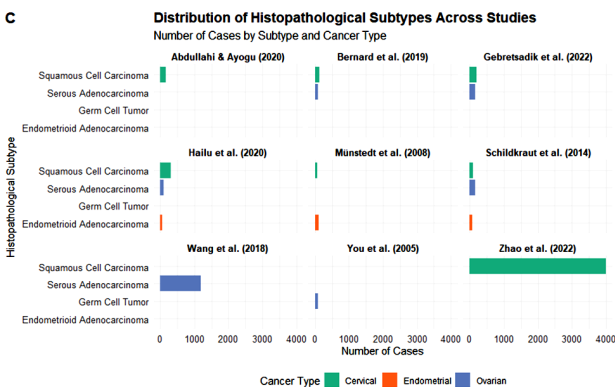 C
Distribution of Histopathological Subtypes Across Studies
Number of Cases by Subtype and Cancer Type
Abdullahi & Ayogu (2020) Bernard et al. (2019) Gebretsadik et al. (2022)
Squamous Cell Carcinoma
Serous Adenocarcinoma
Germ Cell Tumor
Endometrioid Adenocarcinoma
Histopathological Subtype
Hailu et al. (2020) Münstedt et al. (2008) Schildkraut et al. (2014)
Squamous Cell Carcinoma
Serous Adenocarcinoma
Germ Cell Tumor
Endometrioid Adenocarcinoma
Wang et al. (2018) You et al. (2005) Zhao et al. (2022)
Squamous Cell Carcinoma
Serous Adenocarcinoma
Germ Cell Tumor
Endometrioid Adenocarcinoma
0 1000 2000 3000 4000 0 1000 2000 3000 4000 0 1000 2000 3000 4000
Number of Cases
Cancer Type Cervical Endometrial Ovarian